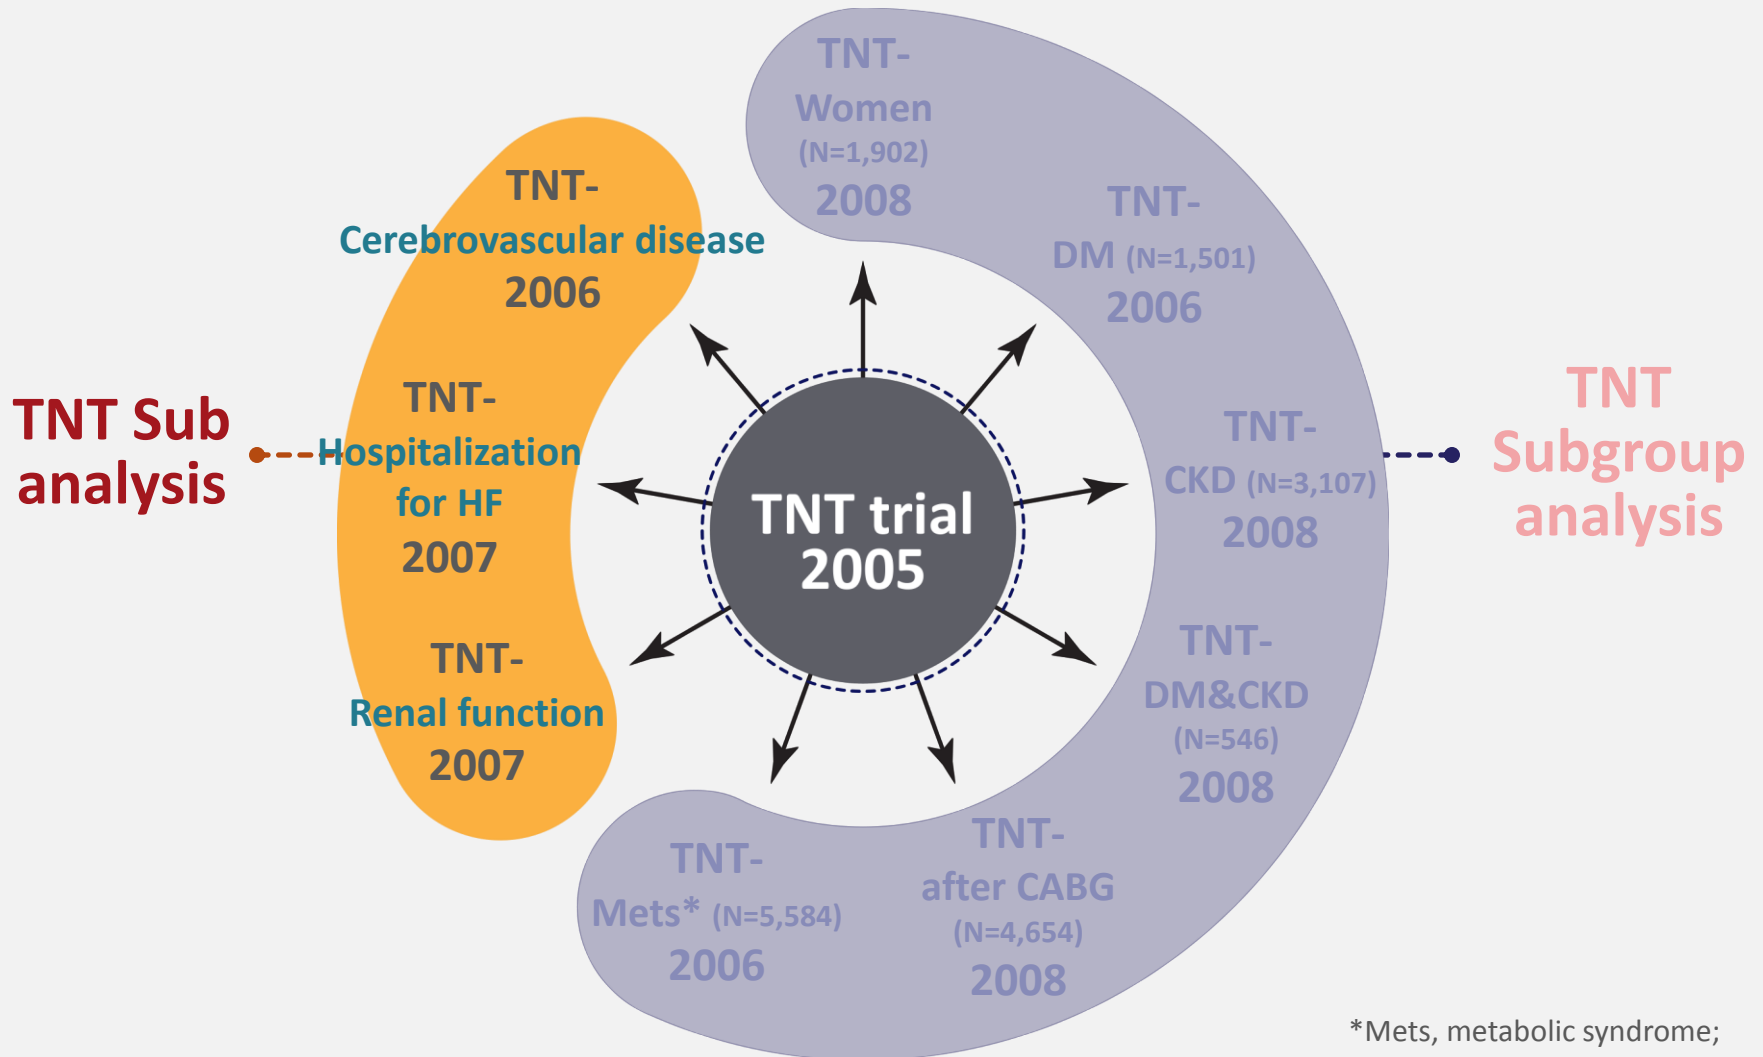 TNT Sub
analysis
TNT-
Cerebrovascular disease
2006
TNT-
Hospitalization
for HF
2007
TNT-
Renal function
2007
TNT trial
2005
TNT-
Women
(N=1,902)
2008
TNT-
DM (N=1,501)
2006
TNT-
CKD (N=3,107)
2008
TNT-
DM&CKD
(N=546)
2008
TNT-
after CABG
(N=4,654)
2008
TNT-
Mets* (N=5,584)
2006
TNT
Subgroup
analysis
*Mets, metabolic syndrome;